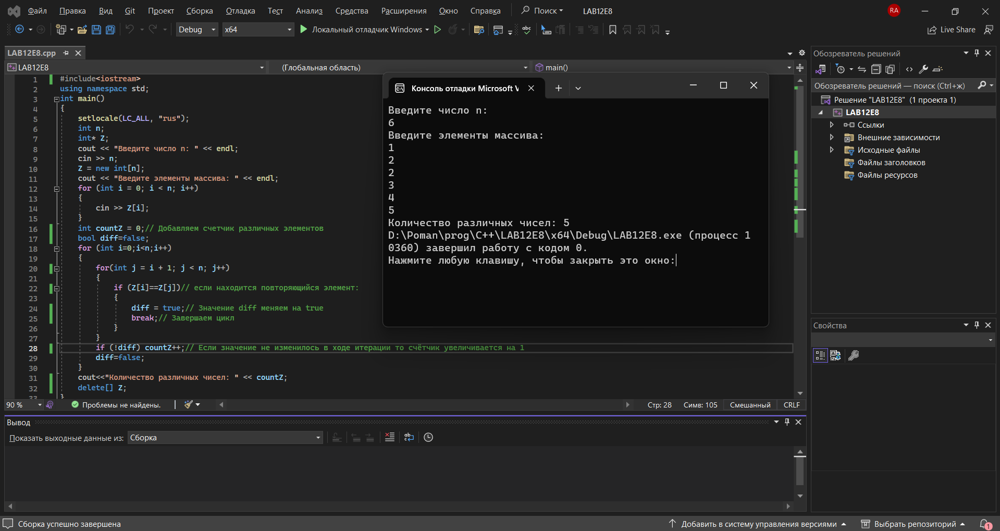 Файл Правка Вид Git Проект Сборка Отладка Тест Анализ Средства Расширения Окно Справка Поиск LAB12E8 RA
Debug x64 Локальный отладчик Windows Live Share
LAB12E8.cpp
LAB12E8 (Глобальная область) main()
1 #include<iostream>
2 using namespace std;
3 int main()
4 {
5 setlocale(LC_ALL, "rus");
6 int n;
7 int* Z;
8 cout << "Введите число n: " << endl;
9 cin >> n;
10 Z = new int[n];
11 cout << "Введите элементы массива: " << endl;
12 for (int i = 0; i < n; i++)
13 {
14 cin >> Z[i];
15 }
16 int countZ = 0;// Добавляем счетчик различных элементов
17 bool diff=false;
18 for (int i=0;i<n;i++)
19 {
20 for(int j = i + 1; j < n; j++)
21 {
22 if (Z[i]==Z[j])// если находится повторяющийся элемент:
23 {
24 diff = true;// Значение diff меняем на true
25 break;// Завершаем цикл
26 }
27 }
28 if (!diff) countZ++;// Если значение не изменилось в ходе итерации то счётчик увеличивается на 1
29 diff=false;
30 }
31 cout<<"Количество различных чисел: " << countZ;
32 delete[] Z;
33 }
Консоль отладки Microsoft V
Введите число n:
6
Введите элементы массива:
1
2
2
3
4
5
Количество различных чисел: 5
D:\Poman\prog\C++\LAB12E8\x64\Debug\LAB12E8.exe (процесс 1
0360) завершил работу с кодом 0.
Нажмите любую клавишу, чтобы закрыть это окно:
90 % Проблемы не найдены. Стр: 28 Симв: 105 Смешанный CRLF
Вывод
Показать выходные данные из: Сборка
Обозреватель решений
Обозреватель решений — поиск (Ctrl+ж)
Решение "LAB12E8" (1 проекта 1)
LAB12E8
Ссылки
Внешние зависимости
Исходные файлы
Файлы заголовков
Файлы ресурсов
Свойства
Сборка успешно завершена Добавить в систему управления версиями Выбрать репозиторий 1